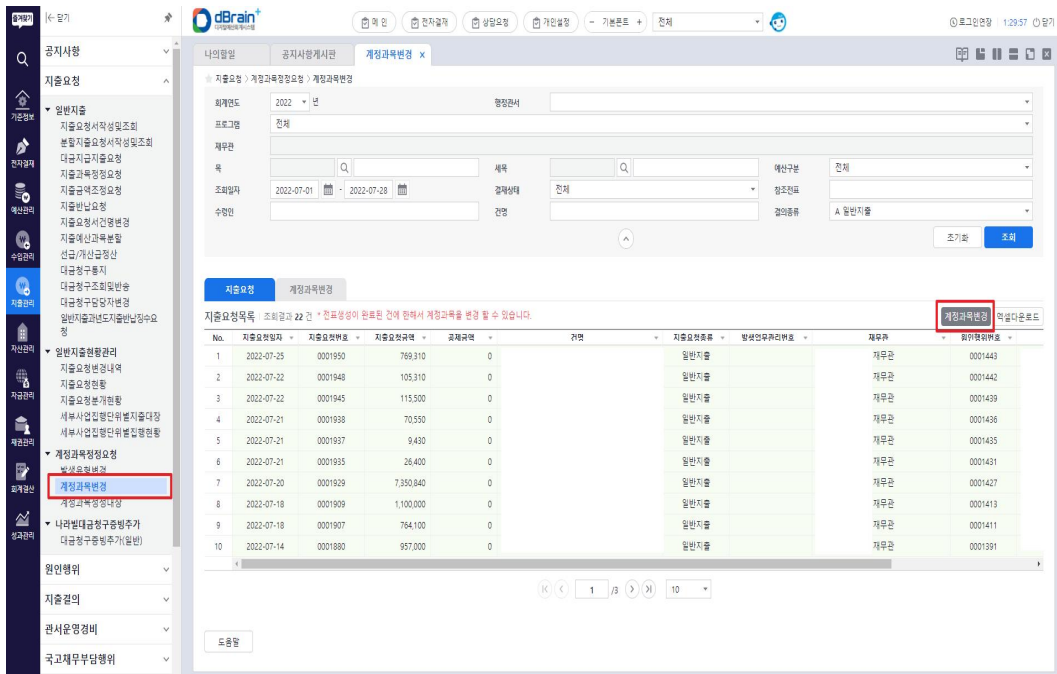 즐겨찾기
|← 닫기
dBrain+
디지털예산회계시스템
메 인
전자결재
상담요청
개인설정
− 기본폰트 +
전체
로그인연장 1:29:57 닫기
기준정보
전자결재
예산관리
수입관리
지출관리
자산관리
자금관리
채권관리
회계결산
성과관리
공지사항
지출요청
▼ 일반지출
지출요청서작성및조회
분할지출요청서작성및조회
대금지급지출요청
지출과목정정요청
지출금액조정요청
지출반납요청
지출요청서건명변경
지출예산과목분할
선급/개산급정산
대금청구통지
대금청구조회및반송
대금청구담당자변경
일반지출과년도지출반납징수요
청
▼ 일반지출현황관리
지출요청변경내역
지출요청현황
지출요청분개현황
세부사업집행단위별지출대장
세부사업집행단위별집행현황
▼ 계정과목정정요청
발생유형변경
계정과목변경
계정과목정정대장
▼ 나라빌대금청구증빙추가
대금청구증빙추가(일반)
원인행위
지출결의
관서운영경비
국고채무부담행위
나의할일 공지사항게시판 계정과목변경 x
지출요청 > 계정과목정정요청 > 계정과목변경
회계연도 2022 년 행정관서
프로그램 전체
재무관
목 세목 예산구분 전체
조회일자 2022-07-01 - 2022-07-28 결재상태 전체 참조전표
수령인 건명 결의종류 A 일반지출
초기화 조회
지출요청 계정과목변경
지출요청목록 조회결과 22 건 * 전표생성이 완료된 건에 한해서 계정과목을 변경 할 수 있습니다.
계정과목변경 엑셀다운로드
No. 지출요청일자 지출요청번호 지출요청금액 공제금액 건명 지출요청종류 발생업무관리번호 재무관 원인행위번호
1 2022-07-25 0001950 769,310 0 일반지출 재무관 0001443
2 2022-07-22 0001948 105,310 0 일반지출 재무관 0001442
3 2022-07-22 0001945 115,500 0 일반지출 재무관 0001439
4 2022-07-21 0001938 70,550 0 일반지출 재무관 0001436
5 2022-07-21 0001937 9,430 0 일반지출 재무관 0001435
6 2022-07-21 0001935 26,400 0 일반지출 재무관 0001431
7 2022-07-20 0001929 7,350,840 0 일반지출 재무관 0001427
8 2022-07-18 0001909 1,100,000 0 일반지출 재무관 0001413
9 2022-07-18 0001907 764,100 0 일반지출 재무관 0001411
10 2022-07-14 0001880 957,000 0 일반지출 재무관 0001391
1 /3 10
도움말